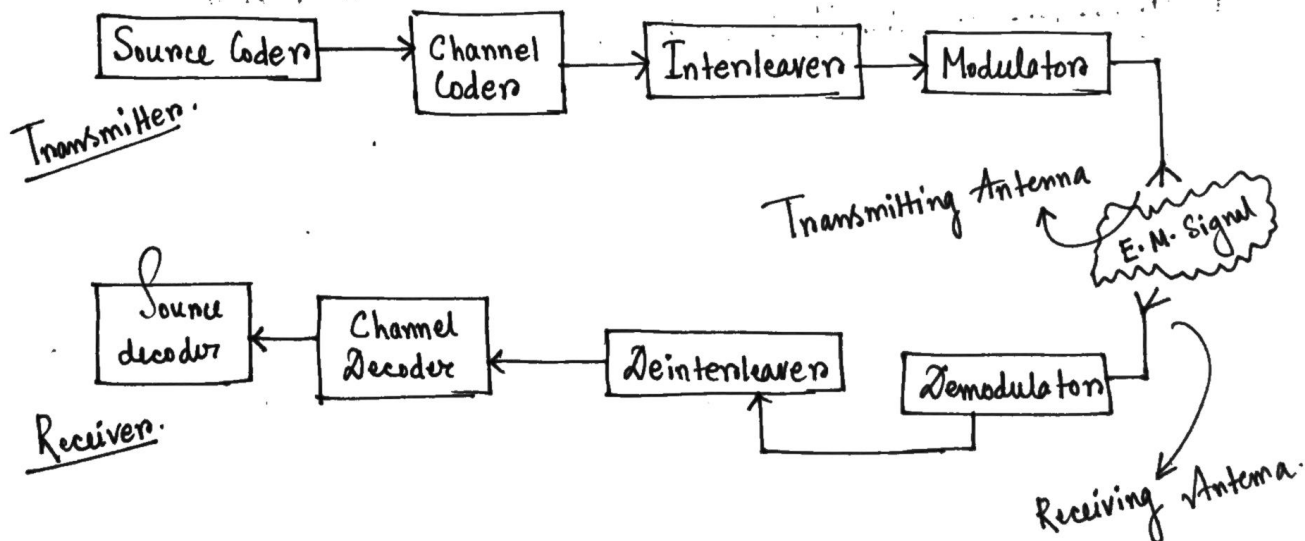 Source Coder
Channel
Coder
Interleaver
Modulator
Transmitter.
Transmitting Antenna
E.M. Signal
Source
decoder
Channel
Decoder
Deinterleaver
Demodulator
Receiver.
Receiving Antenna.